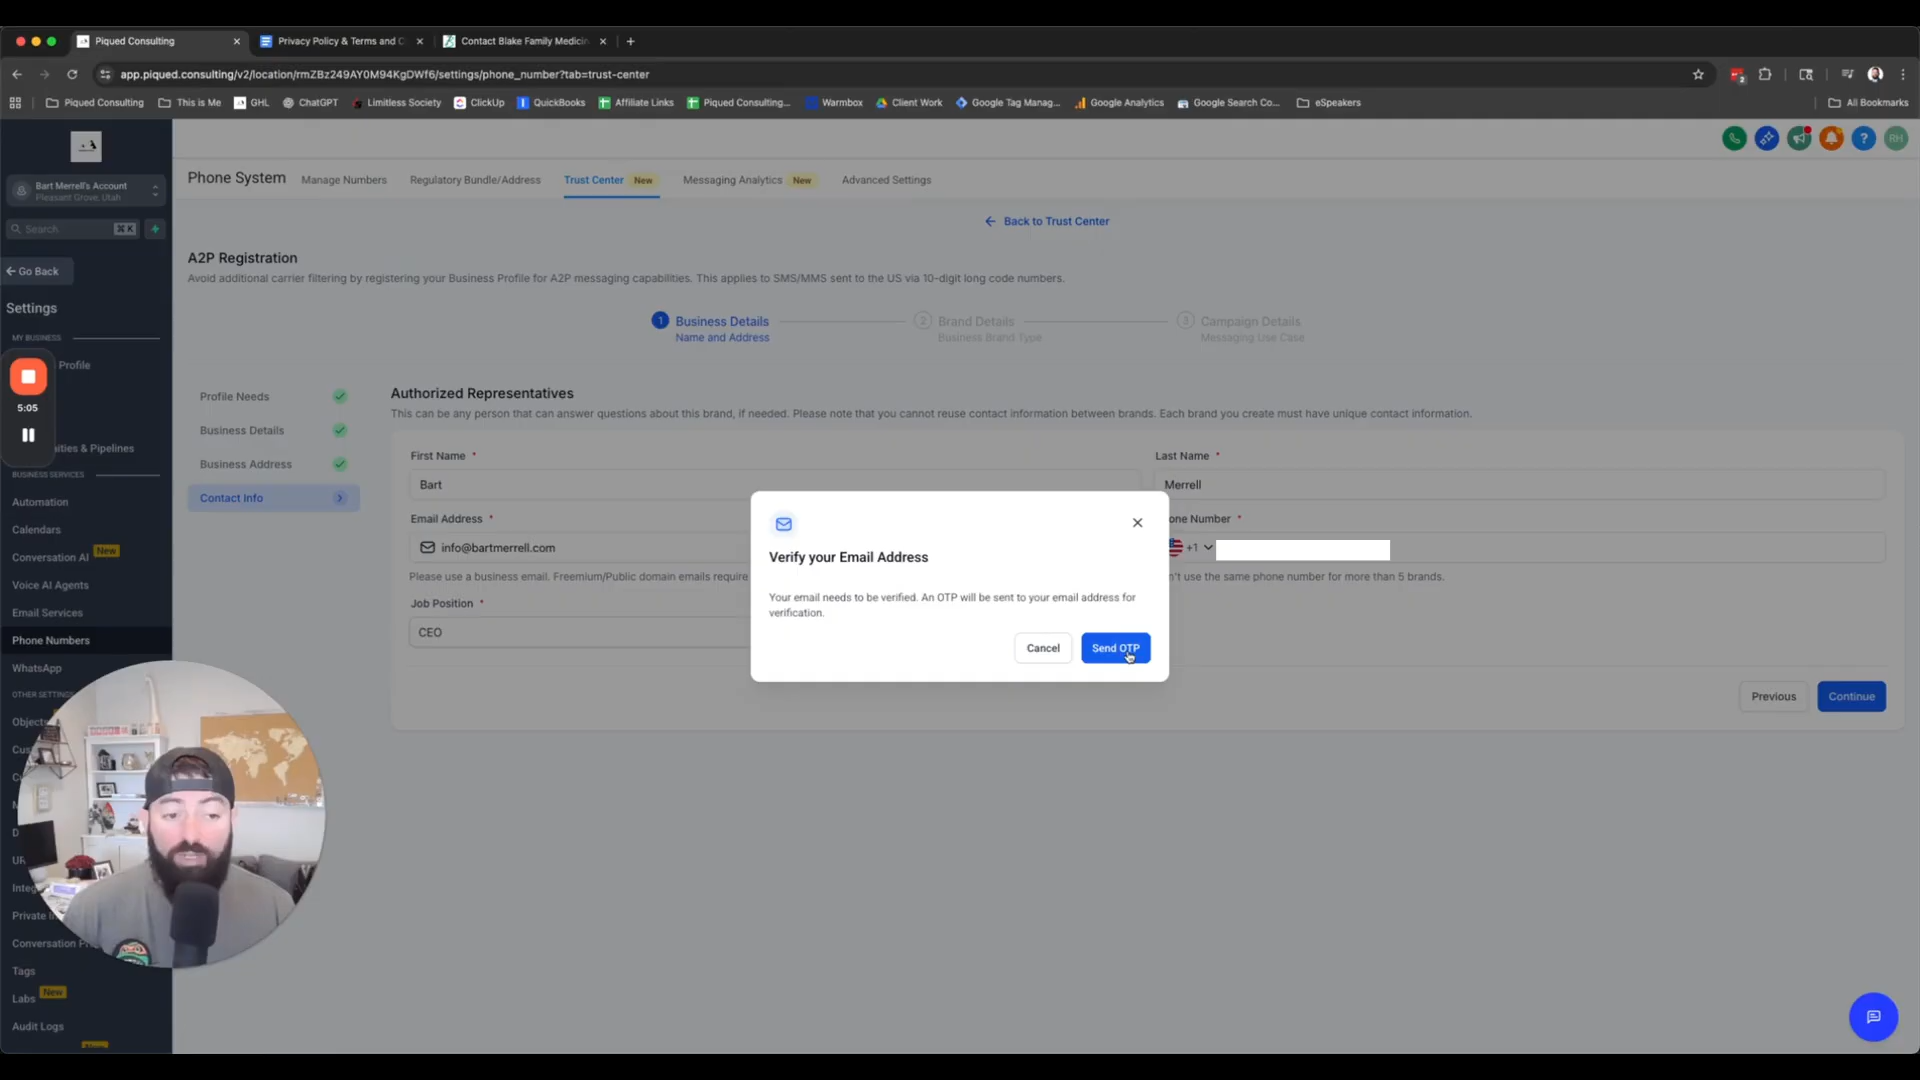 Piqued Consulting
Privacy Policy & Terms and C
Contact Blake Family Medicin
app.piqued.consulting/v2/location/rmZBz249AY0M94KgDWf6/settings/phone_number?tab=trust-center
Piqued Consulting
This is Me
GHL
ChatGPT
Limitless Society
ClickUp
QuickBooks
Affiliate Links
Piqued Consulting...
Warmbox
Client Work
Google Tag Manag...
Google Analytics
Google Search Co...
eSpeakers
All Bookmarks
RH
Bart Merrell's Account
Pleasant Grove, Utah
Search
⌘K
Go Back
Settings
MY BUSINESS
Profile
5:05
ities & Pipelines
BUSINESS SERVICES
Automation
Calendars
Conversation AI New
Voice AI Agents
Email Services
Phone Numbers
WhatsApp
OTHER SETTING
Objects
Private I
Tags
Labs New
Audit Logs
Phone System
Manage Numbers
Regulatory Bundle/Address
Trust Center New
Messaging Analytics New
Advanced Settings
Back to Trust Center
A2P Registration
Avoid additional carrier filtering by registering your Business Profile for A2P messaging capabilities. This applies to SMS/MMS sent to the US via 10-digit long code numbers.
1 Business Details
Name and Address
2 Brand Details
Business Brand Type
3 Campaign Details
Messaging Use Case
Profile Needs
Business Details
Business Address
Contact Info
Authorized Representatives
This can be any person that can answer questions about this brand, if needed. Please note that you cannot reuse contact information between brands. Each brand you create must have unique contact information.
First Name *
Bart
Last Name *
Merrell
Email Address *
info@bartmerrell.com
Please use a business email. Freemium/Public domain emails require
one Number *
+1
't use the same phone number for more than 5 brands.
Job Position *
CEO
Verify your Email Address
Your email needs to be verified. An OTP will be sent to your email address for
verification.
Cancel
Send OTP
Previous
Continue